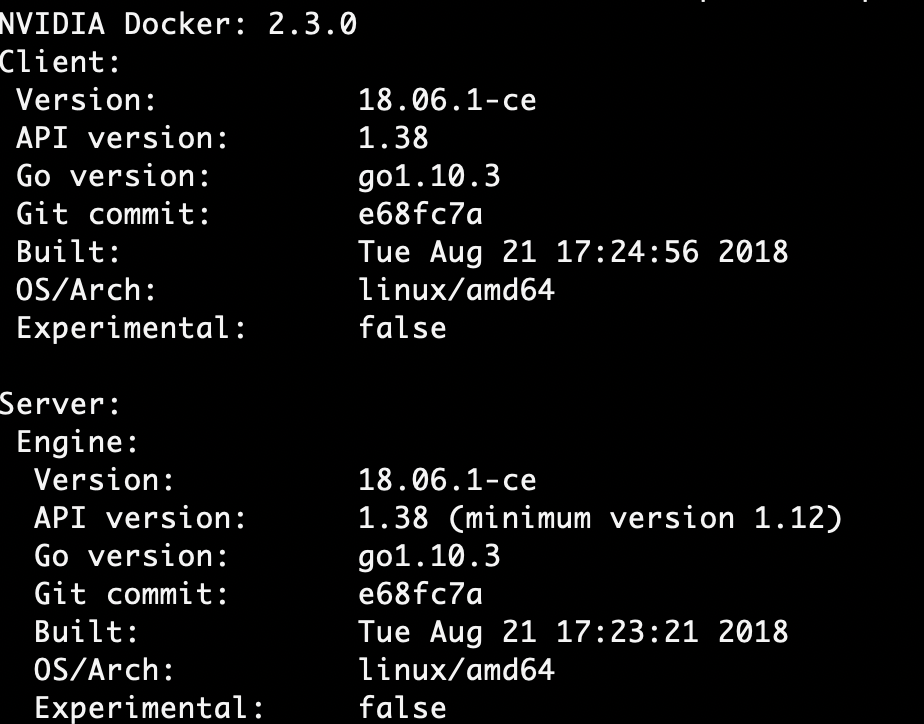 NVIDIA Docker: 2.3.0
Client:
 Version:           18.06.1-ce
 API version:       1.38
 Go version:        go1.10.3
 Git commit:        e68fc7a
 Built:             Tue Aug 21 17:24:56 2018
 OS/Arch:           linux/amd64
 Experimental:      false

Server:
 Engine:
  Version:          18.06.1-ce
  API version:      1.38 (minimum version 1.12)
  Go version:       go1.10.3
  Git commit:       e68fc7a
  Built:            Tue Aug 21 17:23:21 2018
  OS/Arch:          linux/amd64
  Experimental:     false